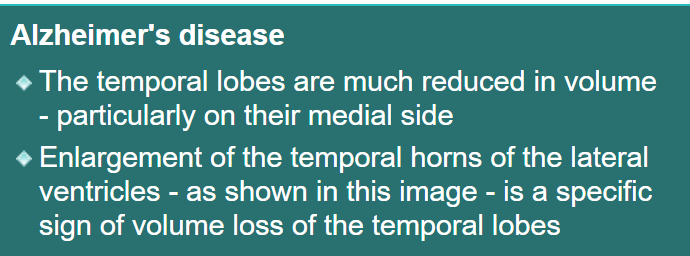 Alzheimer's disease
The temporal lobes are much reduced in volume
- particularly on their medial side
Enlargement of the temporal horns of the lateral
ventricles - as shown in this image - is a specific
sign of volume loss of the temporal lobes